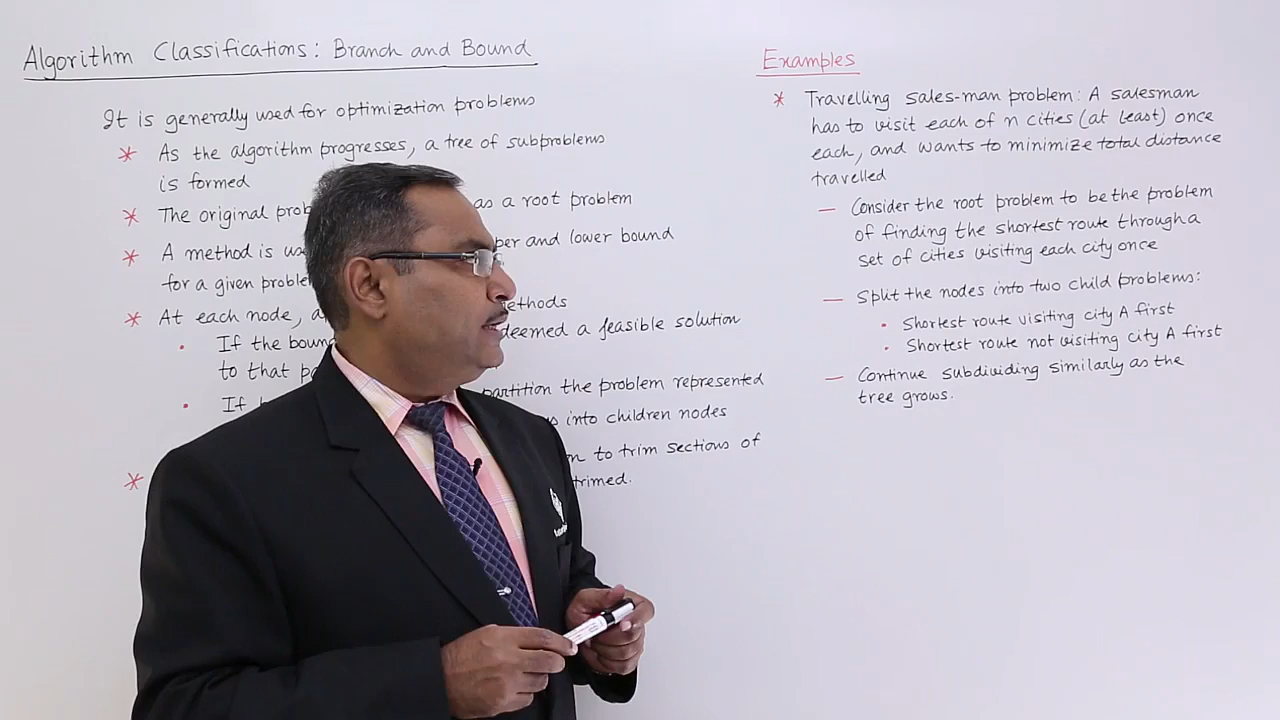 Algorithm Classifications: Branch and Bound
It is generally used for optimization problems
* As the algorithm progresses, a tree of subproblems
is formed
* The original as a root problem
* A method is and lower bound
for a given
* At each node,
• If the deemed a feasible solution
to that
• If partition the problem represented
into children nodes
* to trim sections of
trimed.
Examples
* Travelling sales-man problem: A salesman
has to visit each of n cities (at least) once
each, and wants to minimize total distance
travelled
— Consider the root problem to be the problem
of finding the shortest route through a
set of cities visiting each city once
— Split the nodes into two child problems:
• Shortest route visiting city A first
• Shortest route not visiting city A first
— Continue subdividing similarly as the
tree grows.